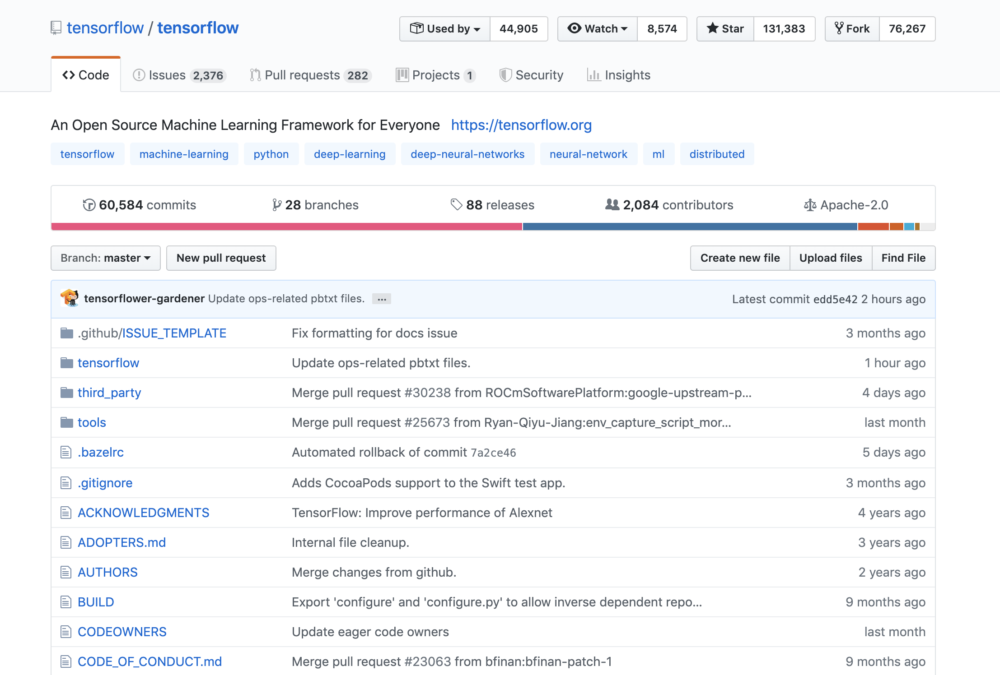 tensorflow / tensorflow
Used by 44,905 Watch 8,574 Star 131,383 Fork 76,267
Code Issues 2,376 Pull requests 282 Projects 1 Security Insights
An Open Source Machine Learning Framework for Everyone https://tensorflow.org
tensorflow machine-learning python deep-learning deep-neural-networks neural-network ml distributed
60,584 commits 28 branches 88 releases 2,084 contributors Apache-2.0
Branch: master New pull request Create new file Upload files Find File
tensorflower-gardener Update ops-related pbtxt files. ... Latest commit edd5e42 2 hours ago
.github/ISSUE_TEMPLATE Fix formatting for docs issue 3 months ago
tensorflow Update ops-related pbtxt files. 1 hour ago
third_party Merge pull request #30238 from ROCmSoftwarePlatform:google-upstream-p... 4 days ago
tools Merge pull request #25673 from Ryan-Qiyu-Jiang:env_capture_script_mor... last month
.bazelrc Automated rollback of commit 7a2ce46 5 days ago
.gitignore Adds CocoaPods support to the Swift test app. 3 months ago
ACKNOWLEDGMENTS TensorFlow: Improve performance of Alexnet 4 years ago
ADOPTERS.md Internal file cleanup. 3 years ago
AUTHORS Merge changes from github. 2 years ago
BUILD Export 'configure' and 'configure.py' to allow inverse dependent repo... 9 months ago
CODEOWNERS Update eager code owners last month
CODE_OF_CONDUCT.md Merge pull request #23063 from bfinan:bfinan-patch-1 9 months ago